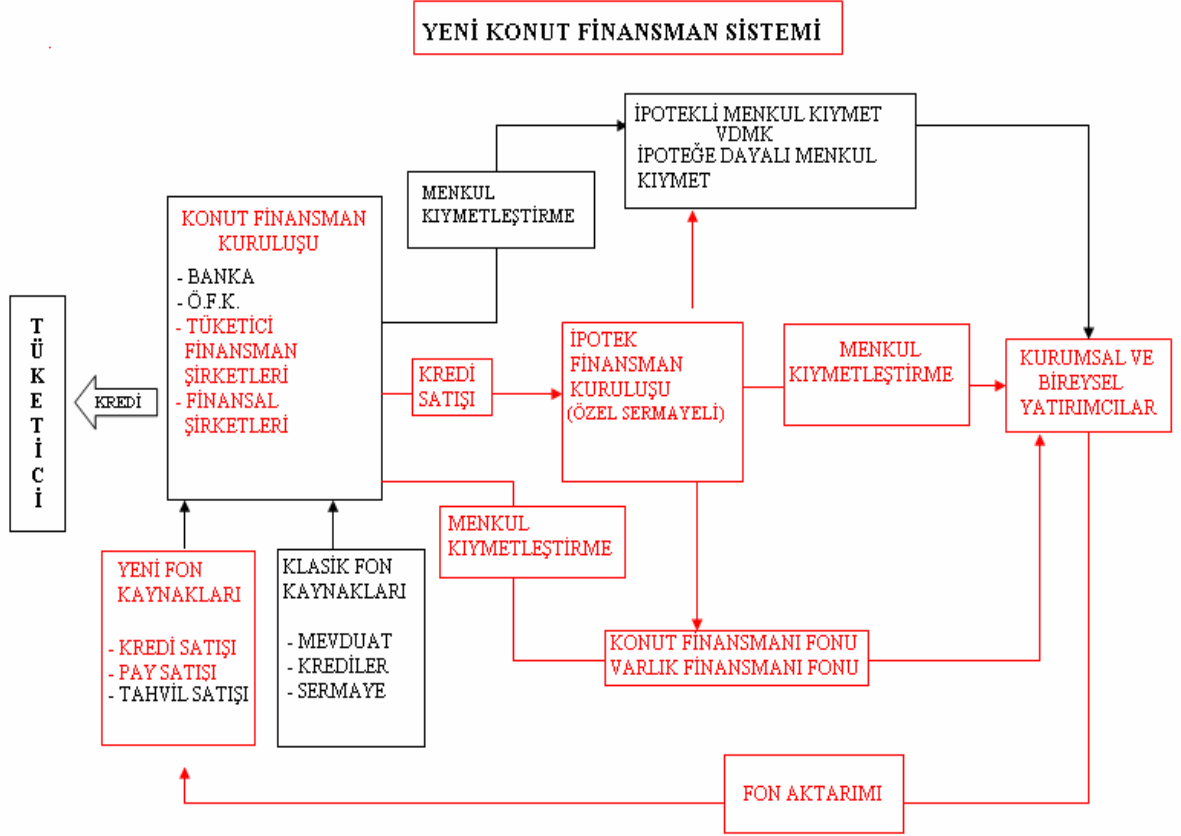 YENİ KONUT FİNANSMAN SİSTEMİ
İPOTEKLİ MENKUL KIYMET
VDMK
İPOTEĞE DAYALI MENKUL
KIYMET
MENKUL
KIYMETLEŞTİRME
KONUT FİNANSMAN
KURULUŞU
- BANKA
- Ö.F.K.
- TÜKETİCİ
FİNANSMAN
ŞİRKETLERİ
- FİNANSAL
ŞİRKETLERİ
TÜKETİCİ
KREDİ
KREDİ
SATIŞI
İPOTEK
FİNANSMAN
KURULUŞU
(ÖZEL SERMAYELİ)
MENKUL
KIYMETLEŞTİRME
KURUMSAL VE
BİREYSEL
YATIRIMCILAR
MENKUL
KIYMETLEŞTİRME
YENİ FON
KAYNAKLARI
- KREDİ SATIŞI
- PAY SATIŞI
- TAHVİL SATIŞI
KLASİK FON
KAYNAKLARI
- MEVDUAT
- KREDİLER
- SERMAYE
KONUT FİNANSMANI FONU
VARLIK FİNANSMANI FONU
FON AKTARIMI